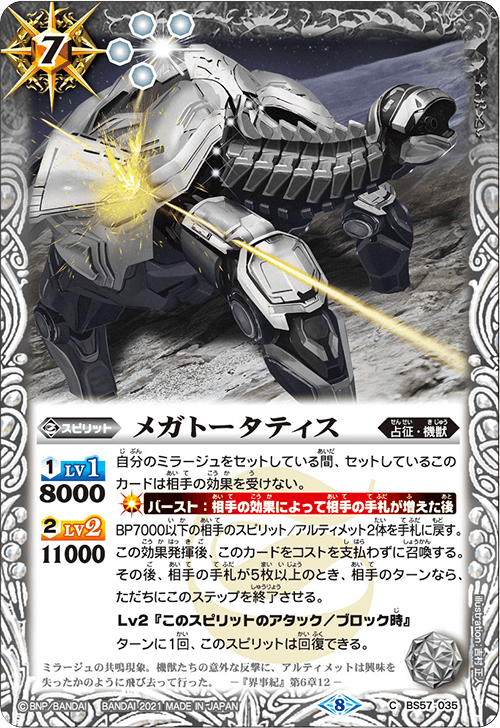 7
スピリット
メガトータティス
せんせい きじゅう
占征・機獣
1 LV1
8000
2 LV2
11000
自分のミラージュをセットしている間、セットしているこの
カードは相手の効果を受けない。
バースト：相手の効果によって相手の手札が増えた後
BP7000以下の相手のスピリット/アルティメット2体を手札に戻す。
この効果発揮後、このカードをコストを支払わずに召喚する。
その後、相手の手札が5枚以上のとき、相手のターンなら、
ただちにこのステップを終了させる。
Lv2『このスピリットのアタック/ブロック時』
ターンに1回、このスピリットは回復できる。
ミラージュの共鳴現象。機獣たちの意外な反撃に、アルティメットは興味を
失ったかのように飛び去って行った。 ─『界事紀』第6章12─
illustration:吉村 正
©BNP/BANDAI BANDAI 2021 MADE IN JAPAN
8
C BS57-035